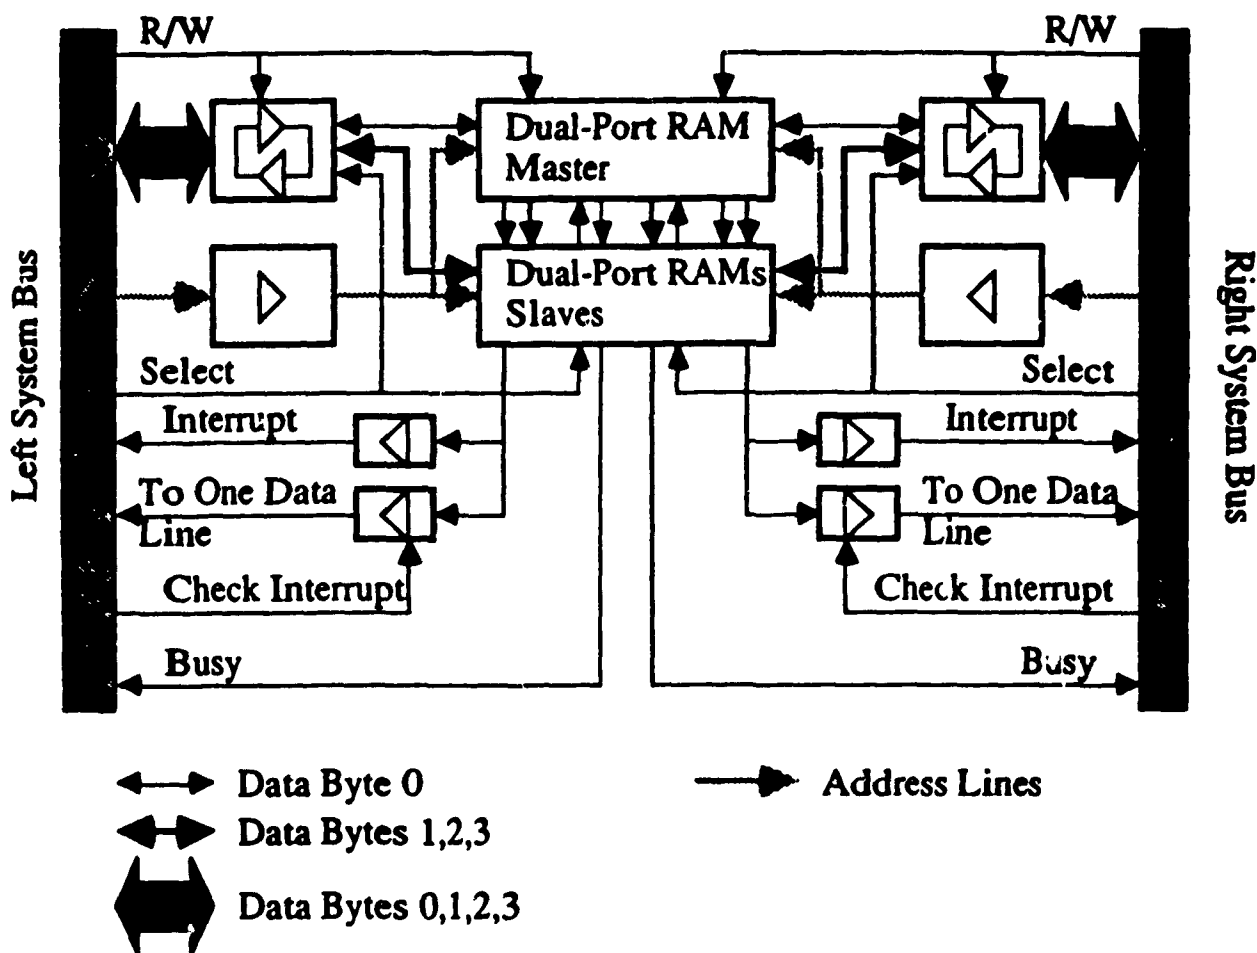 R/W
R/W
Dual-Port RAM
Master
Dual-Port RAMs
Slaves
Left System Bus
Right System Bus
Select
Select
Interrupt
Interrupt
To One Data
Line
To One Data
Line
Check Interrupt
Check Interrupt
Busy
Busy
Data Byte 0
Address Lines
Data Bytes 1,2,3
Data Bytes 0,1,2,3